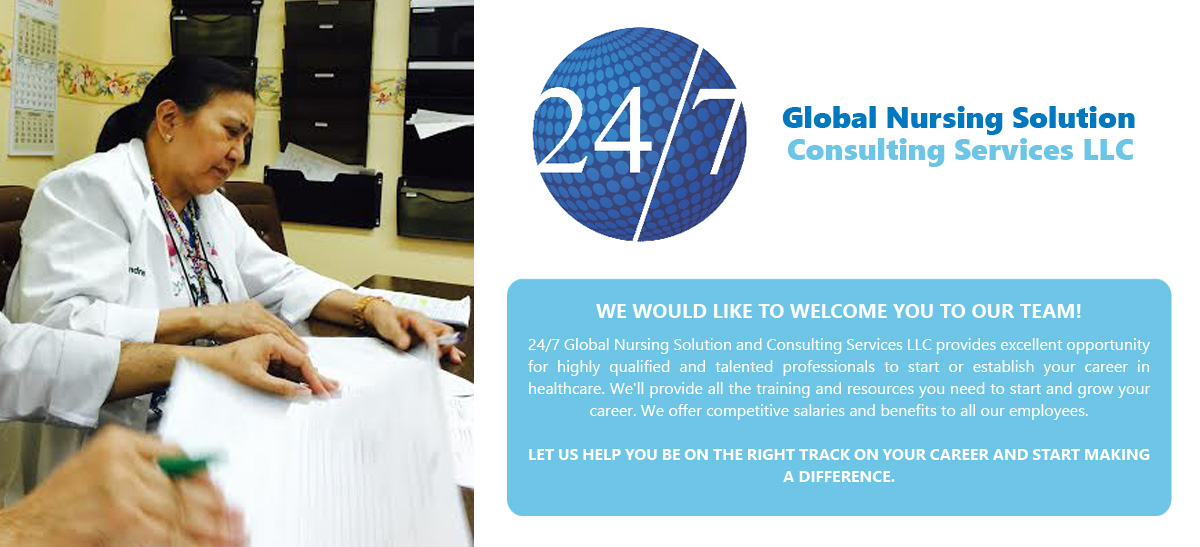 24/7
Global Nursing Solution
Consulting Services LLC
WE WOULD LIKE TO WELCOME YOU TO OUR TEAM!
24/7 Global Nursing Solution and Consulting Services LLC provides excellent opportunity
for highly qualified and talented professionals to start or establish your career in
healthcare. We'll provide all the training and resources you need to start and grow your
career. We offer competitive salaries and benefits to all our employees.
LET US HELP YOU BE ON THE RIGHT TRACK ON YOUR CAREER AND START MAKING
A DIFFERENCE.